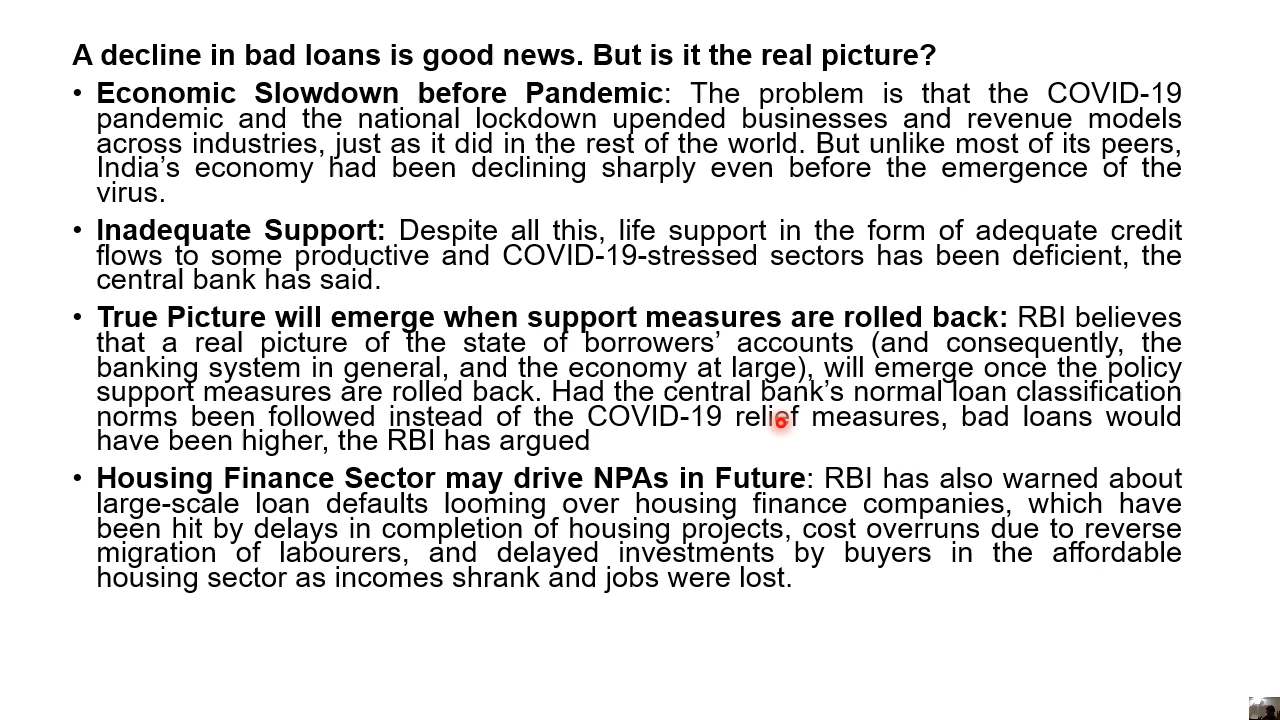 A decline in bad loans is good news. But is it the real picture?
• Economic Slowdown before Pandemic: The problem is that the COVID-19
pandemic and the national lockdown upended businesses and revenue models
across industries, just as it did in the rest of the world. But unlike most of its peers,
India’s economy had been declining sharply even before the emergence of the
virus.
• Inadequate Support: Despite all this, life support in the form of adequate credit
flows to some productive and COVID-19-stressed sectors has been deficient, the
central bank has said.
• True Picture will emerge when support measures are rolled back: RBI believes
that a real picture of the state of borrowers’ accounts (and consequently, the
banking system in general, and the economy at large), will emerge once the policy
support measures are rolled back. Had the central bank’s normal loan classification
norms been followed instead of the COVID-19 relief measures, bad loans would
have been higher, the RBI has argued
• Housing Finance Sector may drive NPAs in Future: RBI has also warned about
large-scale loan defaults looming over housing finance companies, which have
been hit by delays in completion of housing projects, cost overruns due to reverse
migration of labourers, and delayed investments by buyers in the affordable
housing sector as incomes shrank and jobs were lost.